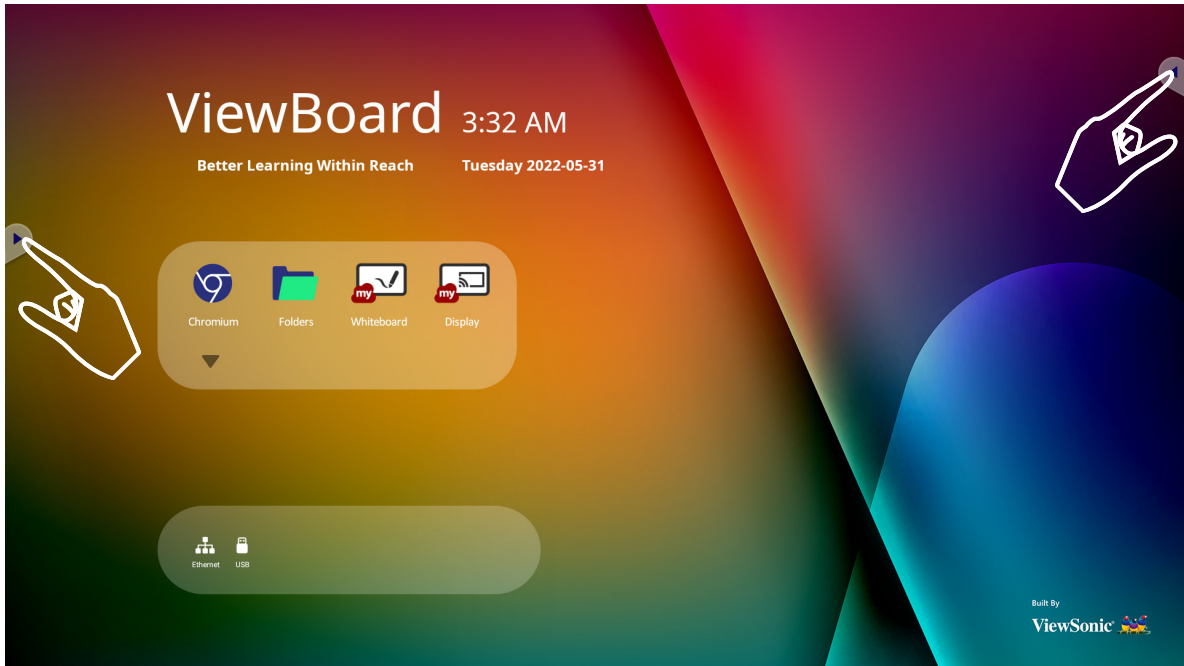 ViewBoard 3:32 AM
Better Learning Within Reach Tuesday 2022-05-31
Chromium Folders my Whiteboard my Display
Ethernet USB
Built By
ViewSonic®